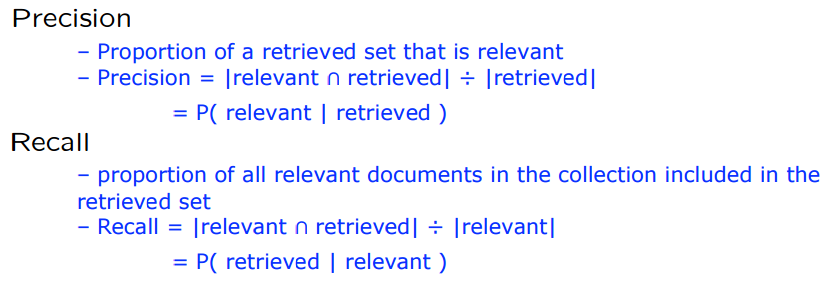 Precision
– Proportion of a retrieved set that is relevant
– Precision = |relevant ∩ retrieved| ÷ |retrieved|
= P( relevant | retrieved )
Recall
– proportion of all relevant documents in the collection included in the
retrieved set
– Recall = |relevant ∩ retrieved| ÷ |relevant|
= P( retrieved | relevant )